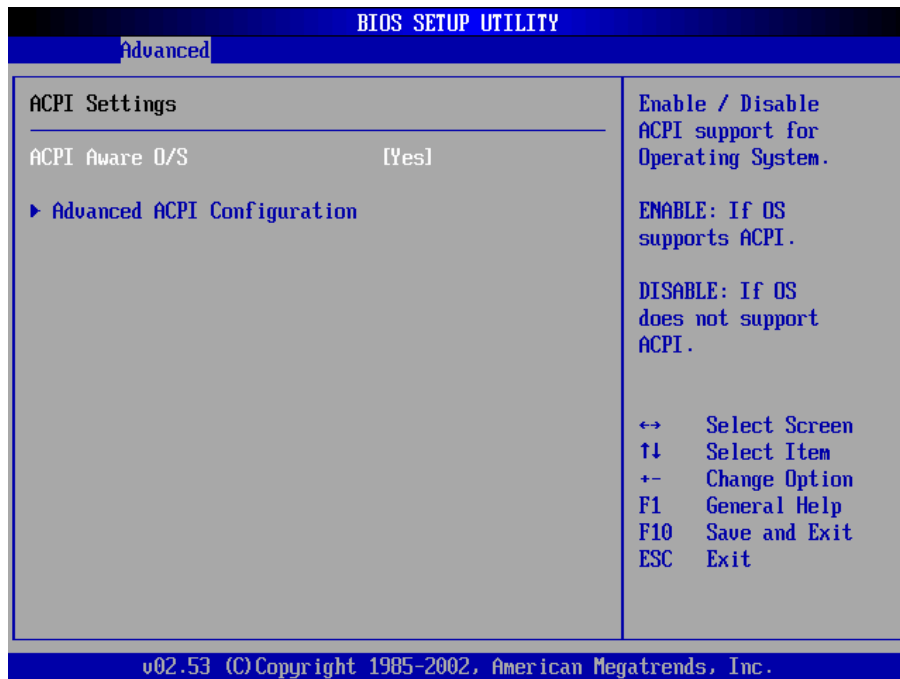 BIOS SETUP UTILITY
Advanced
ACPI Settings
ACPI Aware O/S [Yes]
▶ Advanced ACPI Configuration
Enable / Disable
ACPI support for
Operating System.
ENABLE: If OS
supports ACPI.
DISABLE: If OS
does not support
ACPI.
↔ Select Screen
↑↓ Select Item
+- Change Option
F1 General Help
F10 Save and Exit
ESC Exit
v02.53 (C)Copyright 1985-2002, American Megatrends, Inc.